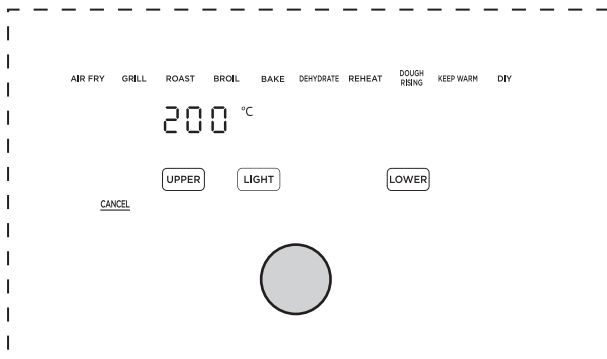 AIR FRY GRILL ROAST BROIL BAKE DEHYDRATE REHEAT DOUGH RISING KEEP WARM DIY
200 °C
UPPER LIGHT LOWER
CANCEL